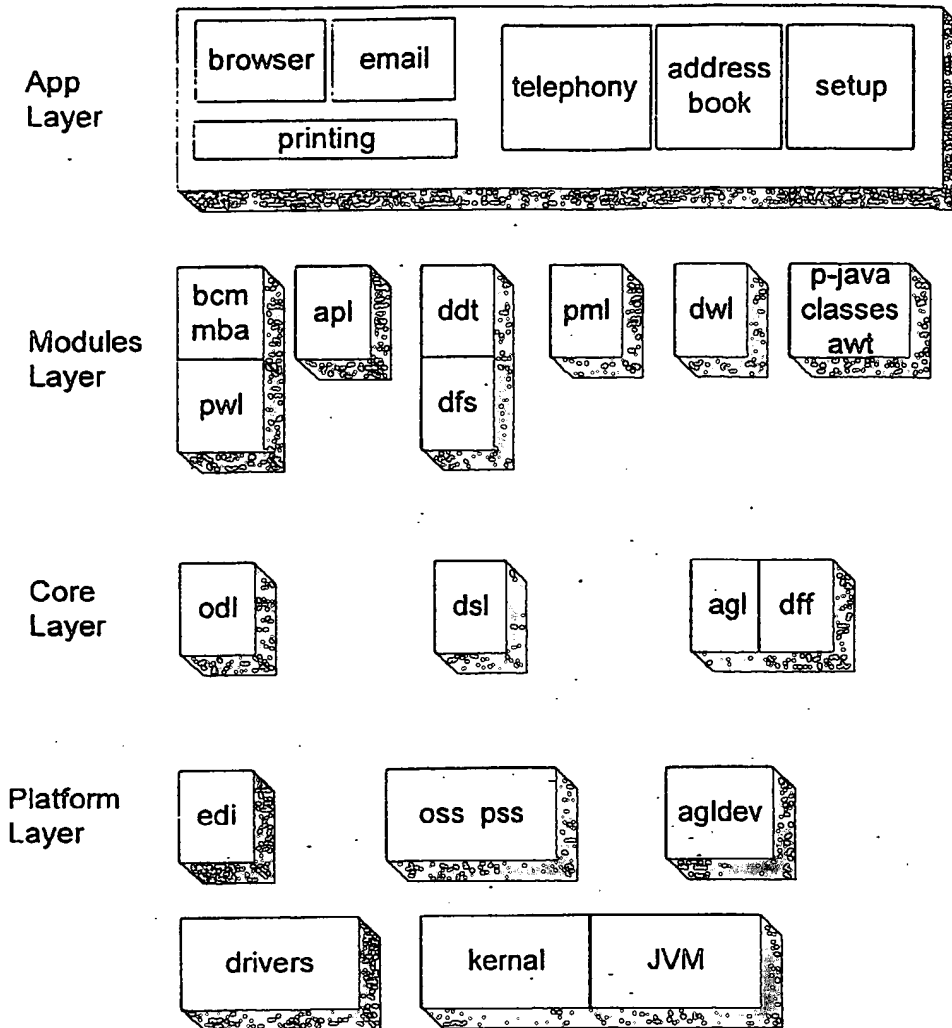 App
Layer
browser
email
printing
telephony
address
book
setup
Modules
Layer
bcm
mba
pwl
apl
ddt
dfs
pml
dwl
p-java
classes
awt
Core
Layer
odl
dsl
agl
dff
Platform
Layer
edi
oss pss
agldev
drivers
kernal
JVM